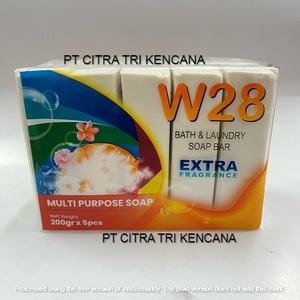 PT CITRA TRI KENCANA
W28
BATH & LAUNDRY
SOAP BAR
EXTRA
FRAGRANCE
MULTI PURPOSE SOAP
Nett Weight
200gr x 5pcs
PT CITRA TRI KENCANA
Processed using the free version of Watermarkly. The paid version does not add this mark.